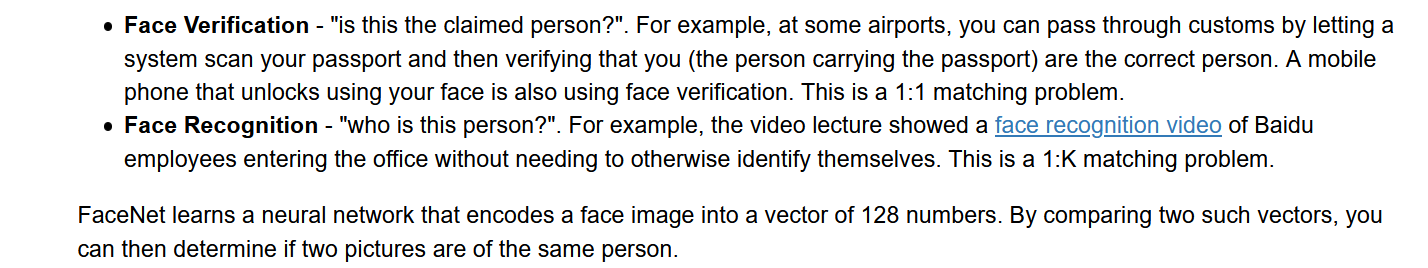 • Face Verification - "is this the claimed person?". For example, at some airports, you can pass through customs by letting a
system scan your passport and then verifying that you (the person carrying the passport) are the correct person. A mobile
phone that unlocks using your face is also using face verification. This is a 1:1 matching problem.
• Face Recognition - "who is this person?". For example, the video lecture showed a face recognition video of Baidu
employees entering the office without needing to otherwise identify themselves. This is a 1:K matching problem.
FaceNet learns a neural network that encodes a face image into a vector of 128 numbers. By comparing two such vectors, you
can then determine if two pictures are of the same person.